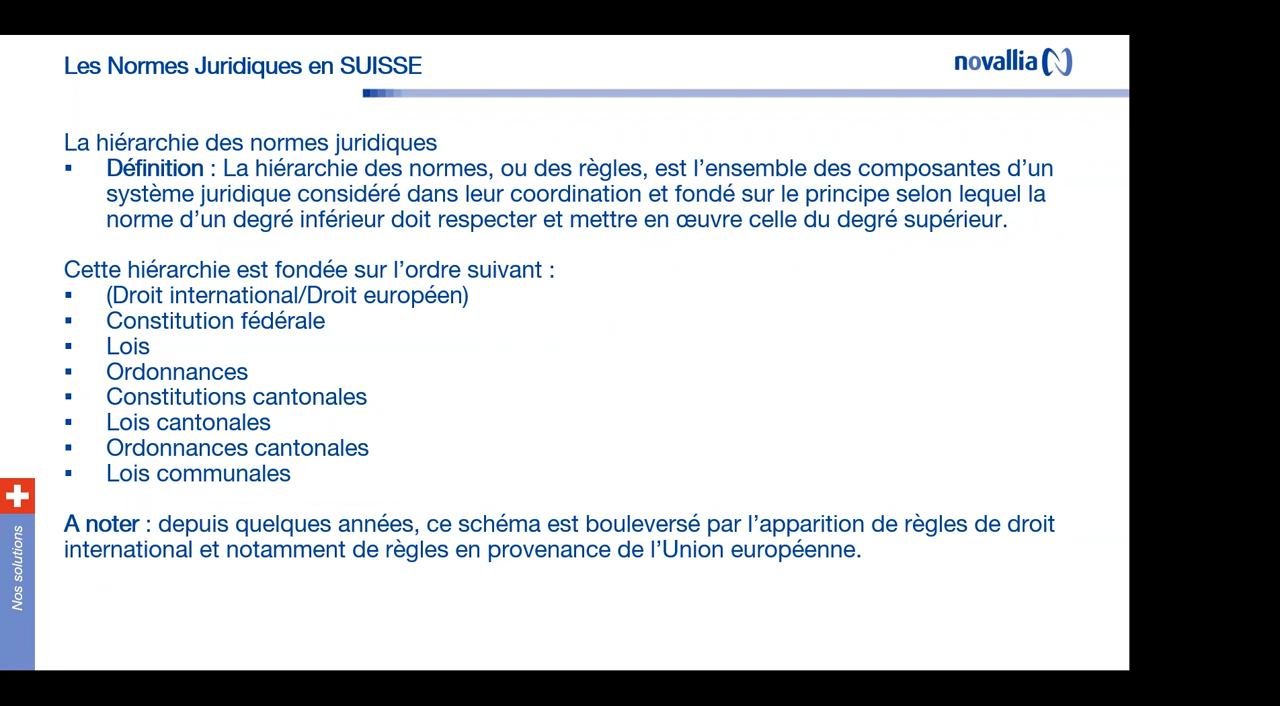 Les Normes Juridiques en SUISSE
novallia
La hiérarchie des normes juridiques
▪ Définition : La hiérarchie des normes, ou des règles, est l’ensemble des composantes d’un
système juridique considéré dans leur coordination et fondé sur le principe selon lequel la
norme d’un degré inférieur doit respecter et mettre en œuvre celle du degré supérieur.
Cette hiérarchie est fondée sur l’ordre suivant :
▪ (Droit international/Droit européen)
▪ Constitution fédérale
▪ Lois
▪ Ordonnances
▪ Constitutions cantonales
▪ Lois cantonales
▪ Ordonnances cantonales
▪ Lois communales
A noter : depuis quelques années, ce schéma est bouleversé par l’apparition de règles de droit
international et notamment de règles en provenance de l’Union européenne.
Nos solutions